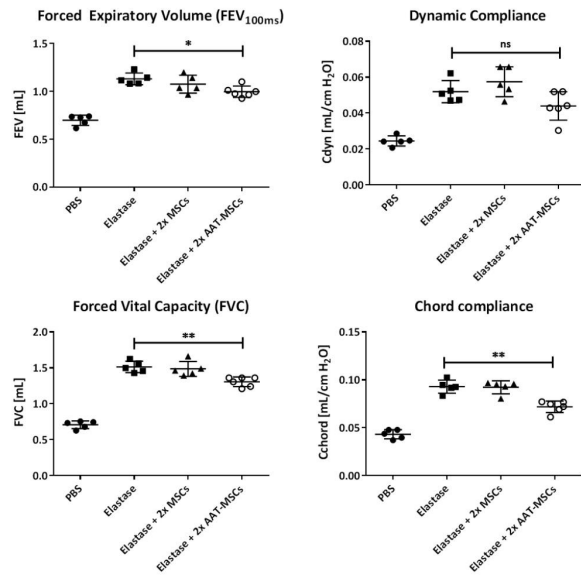 Forced Expiratory Volume (FEV100ms)
*
FEV [mL]
1.5
1.0
0.5
0.0
PBS
Elastase
Elastase + 2x MSCs
Elastase + 2x AAT-MSCs
Dynamic Compliance
ns
Cdyn [mL/cm H2O]
0.08
0.06
0.04
0.02
0.00
PBS
Elastase
Elastase + 2x MSCs
Elastase + 2x AAT-MSCs
Forced Vital Capacity (FVC)
**
FVC [mL]
2.0
1.5
1.0
0.5
0.0
PBS
Elastase
Elastase + 2x MSCs
Elastase + 2x AAT-MSCs
Chord compliance
**
Cchord [mL/cm H2O]
0.15
0.10
0.05
0.00
PBS
Elastase
Elastase + 2x MSCs
Elastase + 2x AAT-MSCs